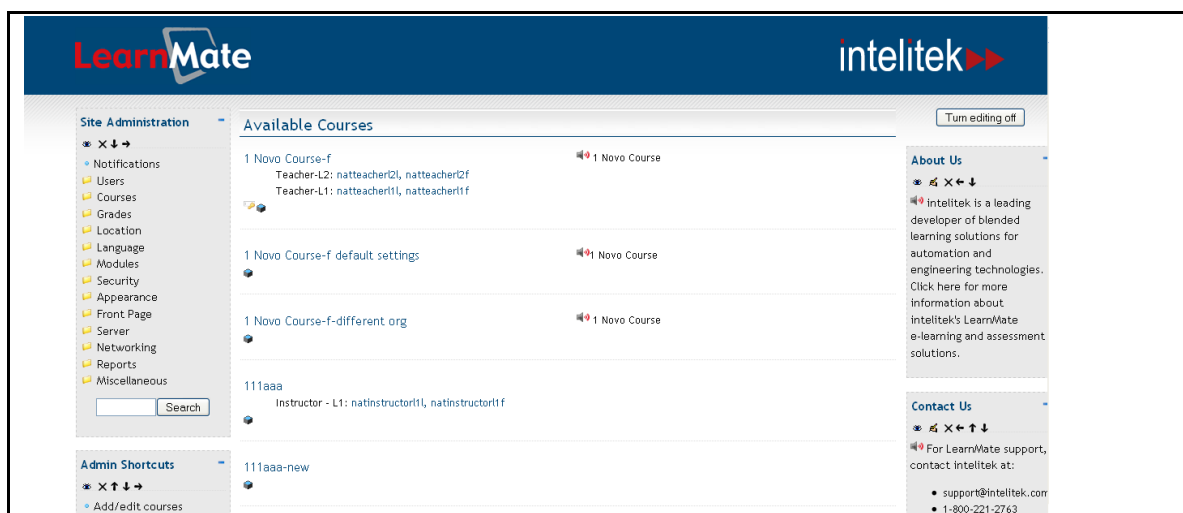 LearnMate
intelitek
Site Administration
Notifications
Users
Courses
Grades
Location
Language
Modules
Security
Appearance
Front Page
Server
Networking
Reports
Miscellaneous
Search
Admin Shortcuts
Add/edit courses
Available Courses
1 Novo Course-f
1 Novo Course
Teacher-L2: natteacherl2l, natteacherl2f
Teacher-L1: natteacherl1l, natteacherl1f
1 Novo Course-f default settings
1 Novo Course
1 Novo Course-f-different org
1 Novo Course
111aaa
Instructor - L1: natinstructorl1l, natinstructorl1f
111aaa-new
Turn editing off
About Us
intelitek is a leading
developer of blended
learning solutions for
automation and
engineering technologies.
Click here for more
information about
intelitek's LearnMate
e-learning and assessment
solutions.
Contact Us
For LearnMate support,
contact intelitek at:
support@intelitek.com
1-800-221-2763